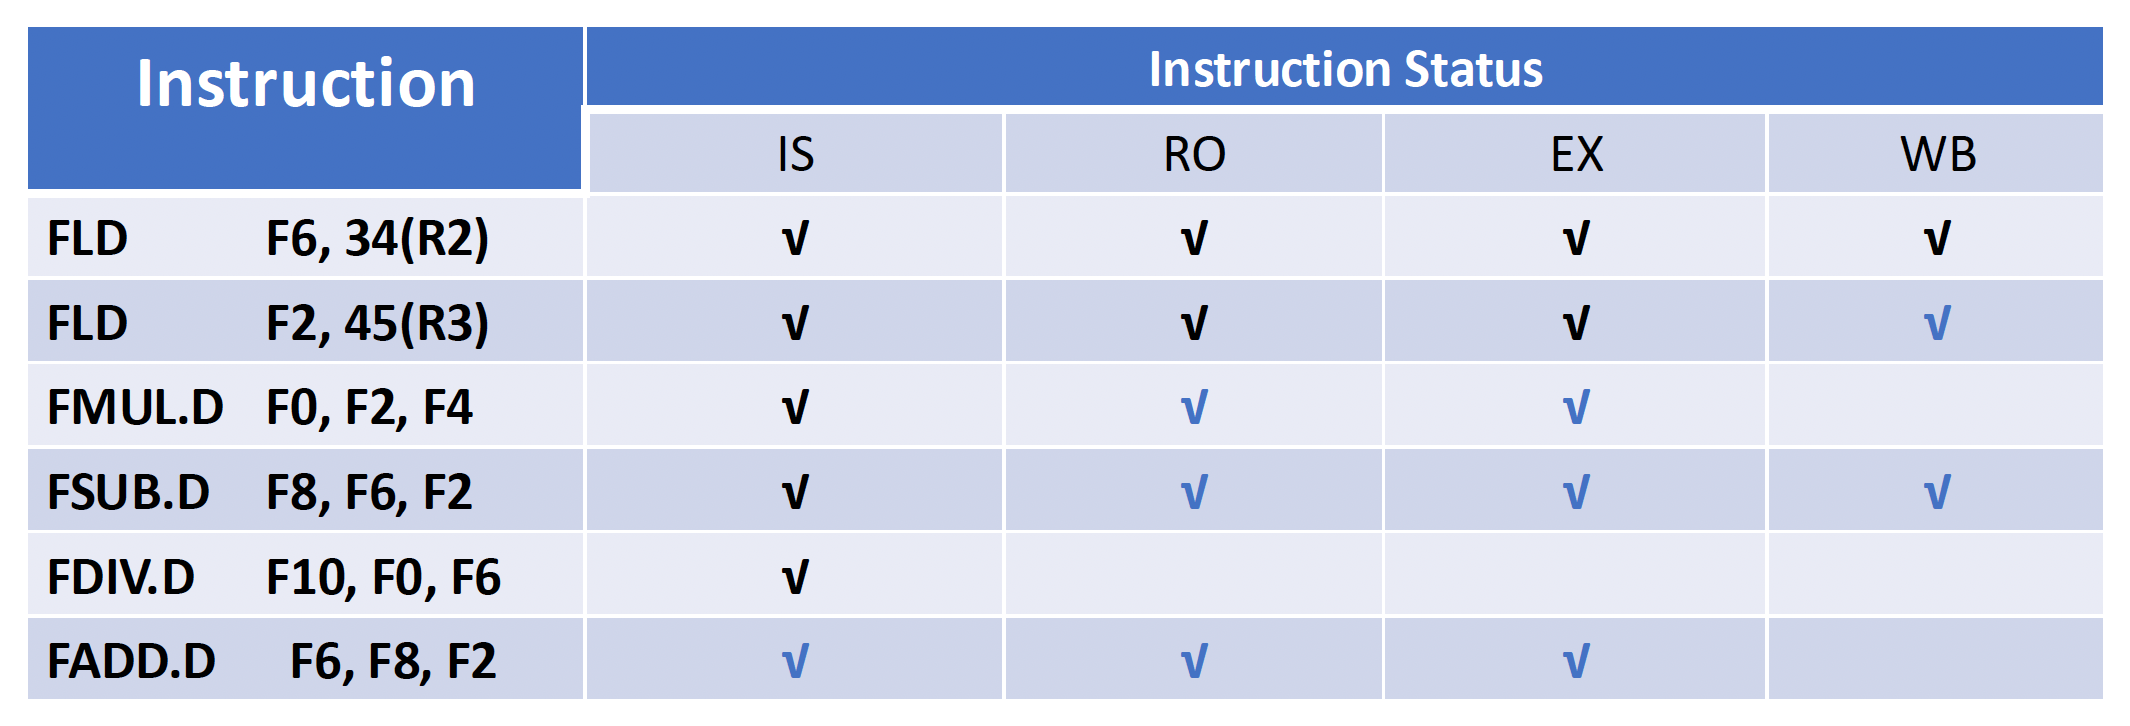 Instruction Instruction Status
IS RO EX WB
FLD F6, 34(R2) √ √ √ √
FLD F2, 45(R3) √ √ √ √
FMUL.D F0, F2, F4 √ √ √
FSUB.D F8, F6, F2 √ √ √ √
FDIV.D F10, F0, F6 √
FADD.D F6, F8, F2 √ √ √